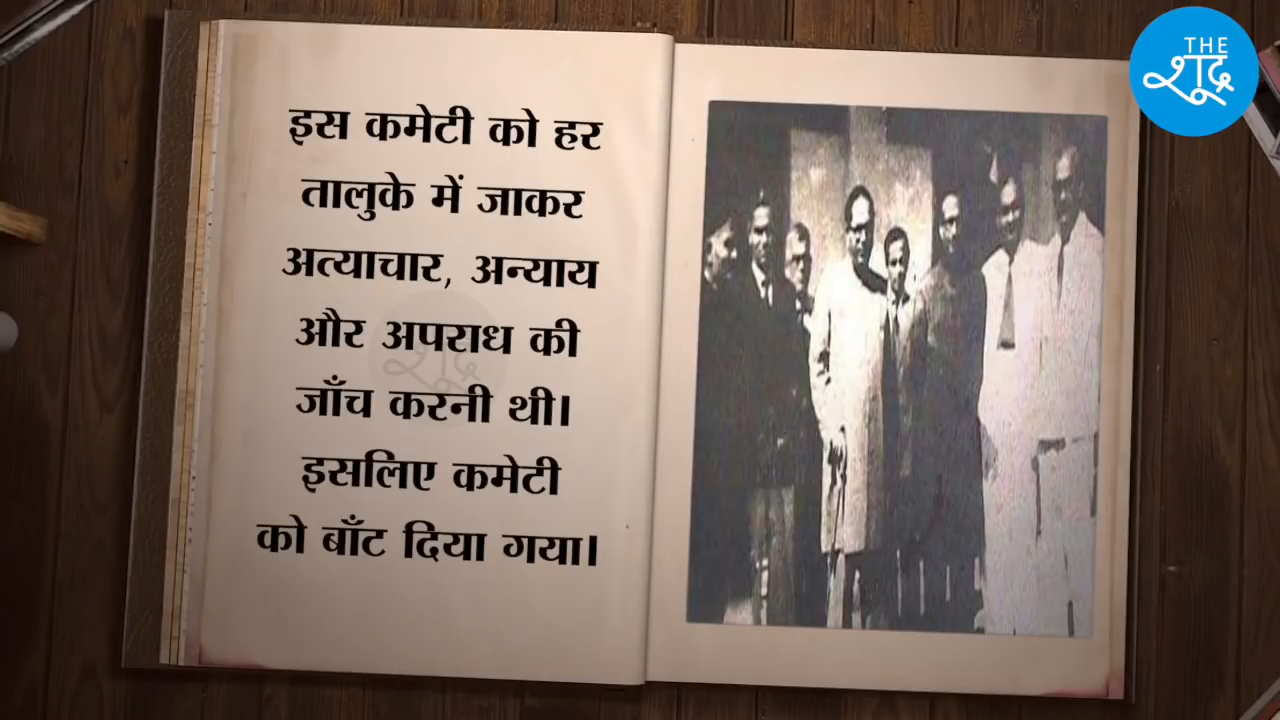 इस कमेटी को हर
तालुके में जाकर
अत्याचार, अन्याय
और अपराध की
जाँच करनी थी।
इसलिए कमेटी
को बाँट दिया गया।
THE
शूद्र